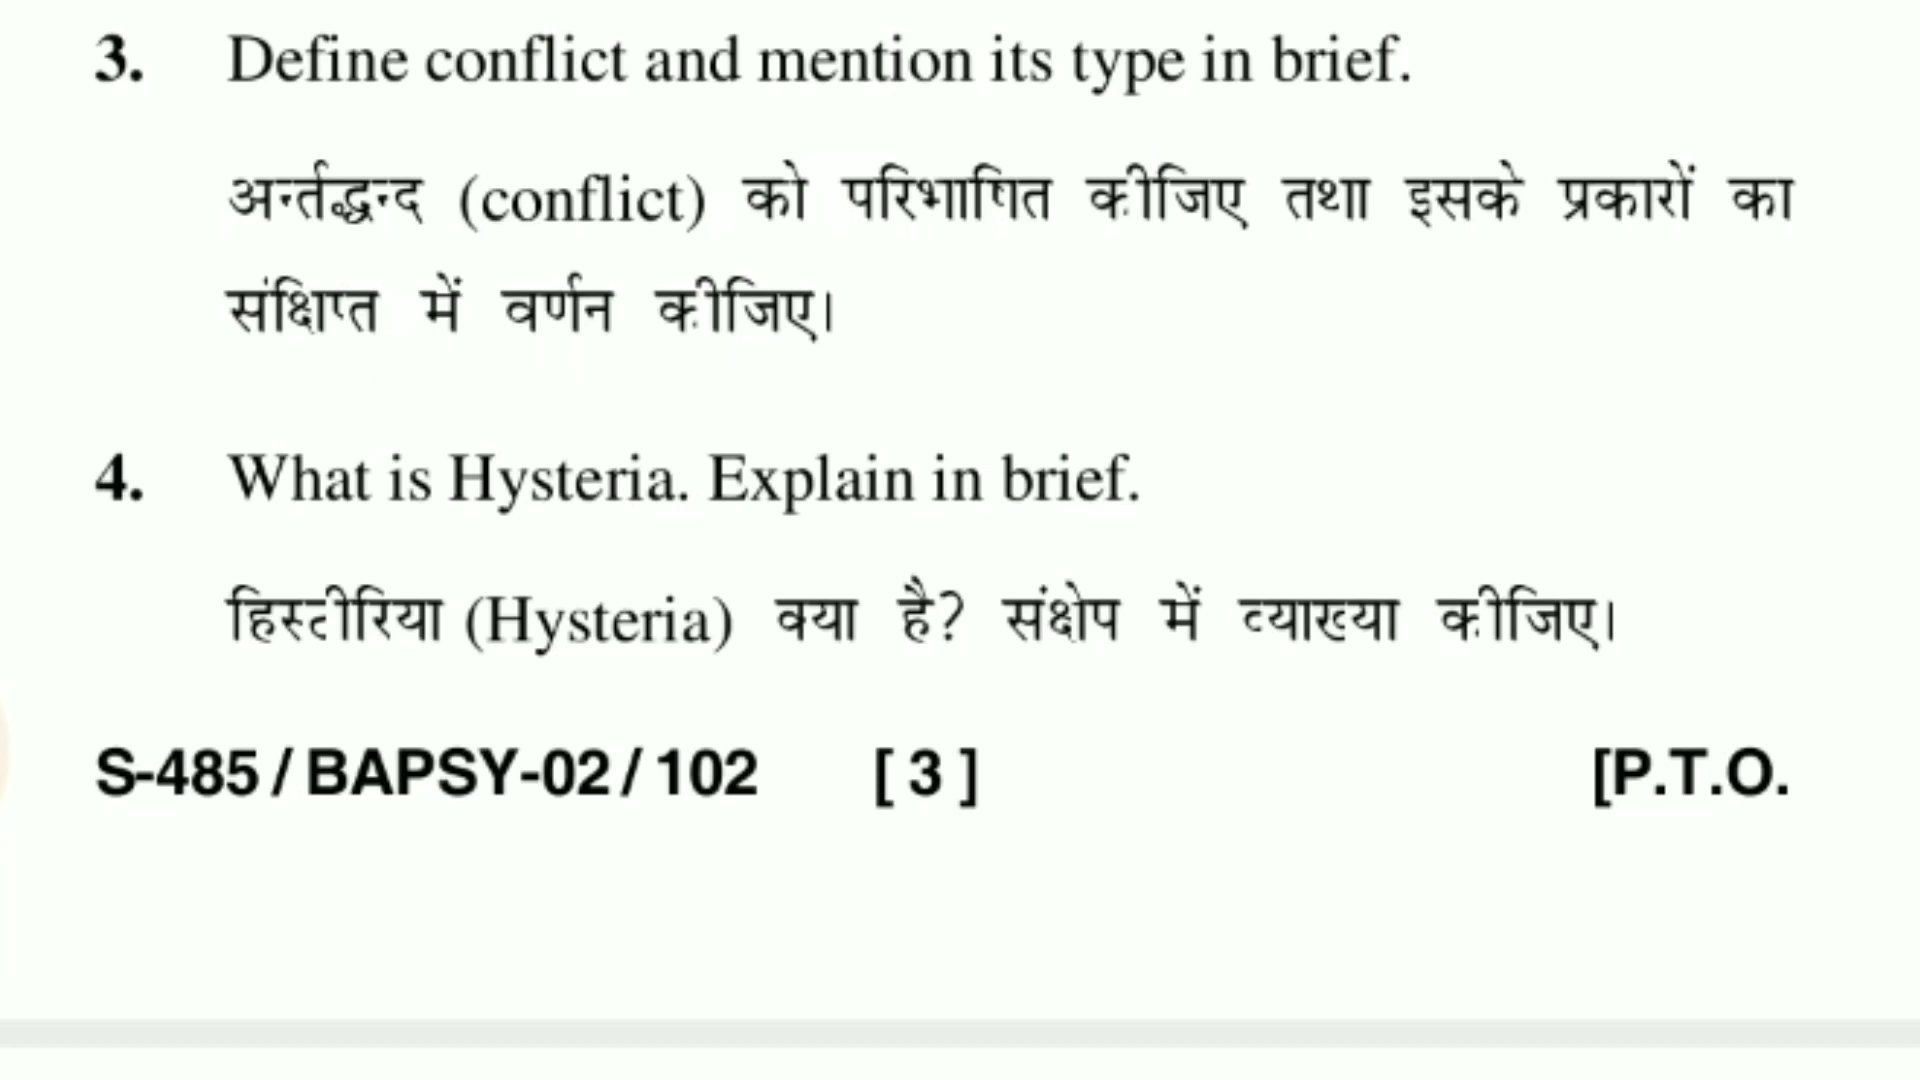 3. Define conflict and mention its type in brief.
अर्न्तद्धन्द (conflict) को परिभाषित कीजिए तथा इसके प्रकारों का
संक्षिप्त में वर्णन कीजिए।
4. What is Hysteria. Explain in brief.
हिस्टीरिया (Hysteria) क्या है? संक्षेप में व्याख्या कीजिए।
S-485 / BAPSY-02 / 102 [ 3 ] [P.T.O.